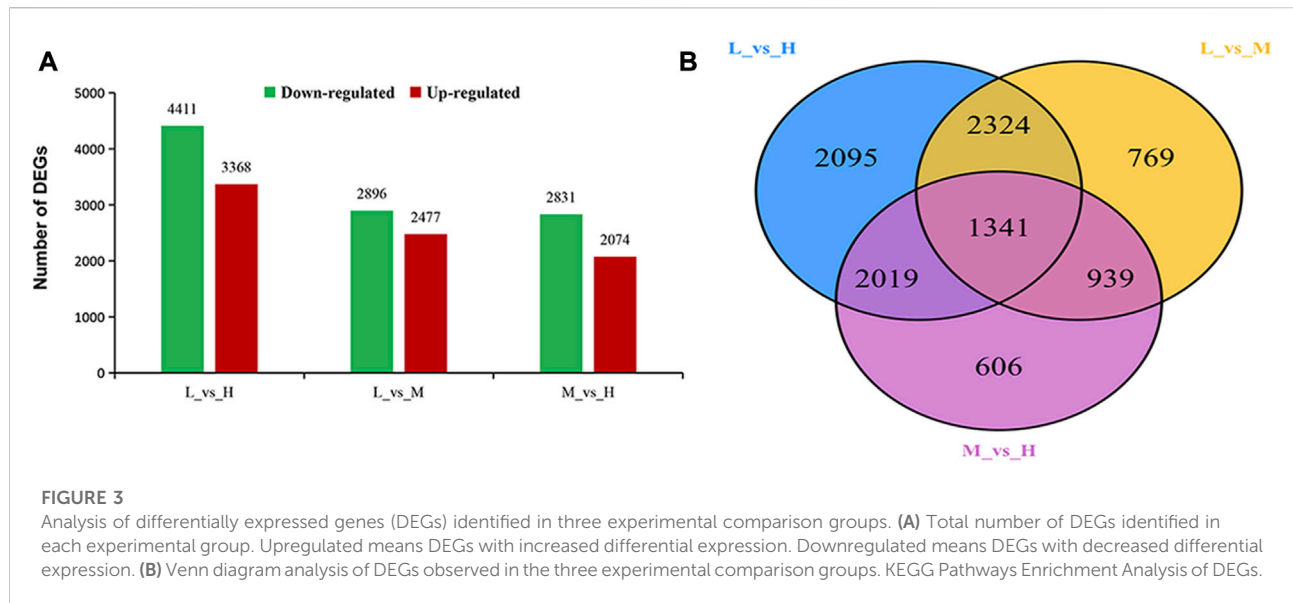 A
Down-regulated Up-regulated
Number of DEGs
5000
4000
3000
2000
1000
0
4411
3368
2896
2477
2831
2074
L_vs_H
L_vs_M
M_vs_H
B
L_vs_H
L_vs_M
2324
2095
769
1341
2019
939
606
M_vs_H
FIGURE 3
Analysis of differentially expressed genes (DEGs) identified in three experimental comparison groups. (A) Total number of DEGs identified in
each experimental group. Upregulated means DEGs with increased differential expression. Downregulated means DEGs with decreased differential
expression. (B) Venn diagram analysis of DEGs observed in the three experimental comparison groups. KEGG Pathways Enrichment Analysis of DEGs.